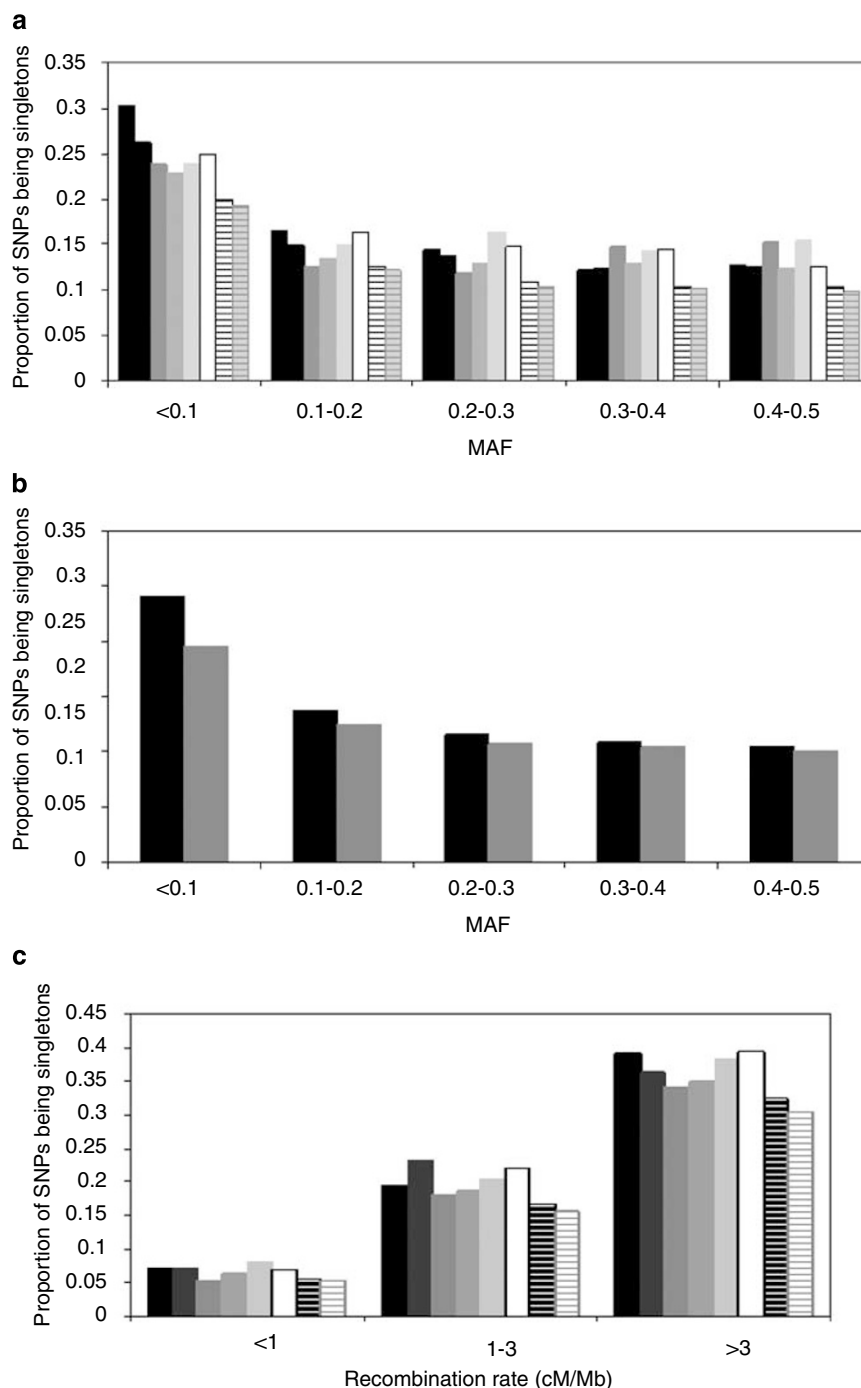 a
Proportion of SNPs being singletons
0.35
0.3
0.25
0.2
0.15
0.1
0.05
0
<0.1 0.1-0.2 0.2-0.3 0.3-0.4 0.4-0.5
MAF
b
Proportion of SNPs being singletons
0.35
0.3
0.25
0.2
0.15
0.1
0.05
0
<0.1 0.1-0.2 0.2-0.3 0.3-0.4 0.4-0.5
MAF
c
Proportion of SNPs being singletons
0.45
0.4
0.35
0.3
0.25
0.2
0.15
0.1
0.05
0
<1 1-3 >3
Recombination rate (cM/Mb)